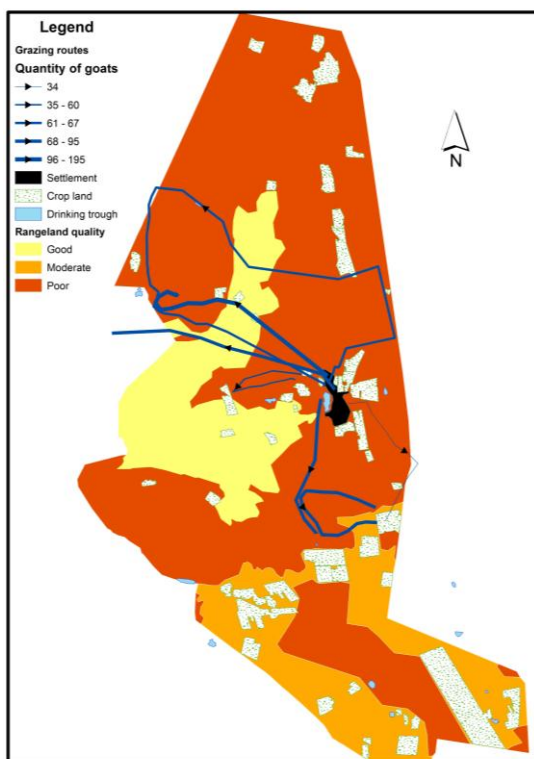 Legend
Grazing routes
Quantity of goats
34
35 - 60
61 - 67
68 - 95
96 - 195
Settlement
Crop land
Drinking trough
Rangeland quality
Good
Moderate
Poor
N